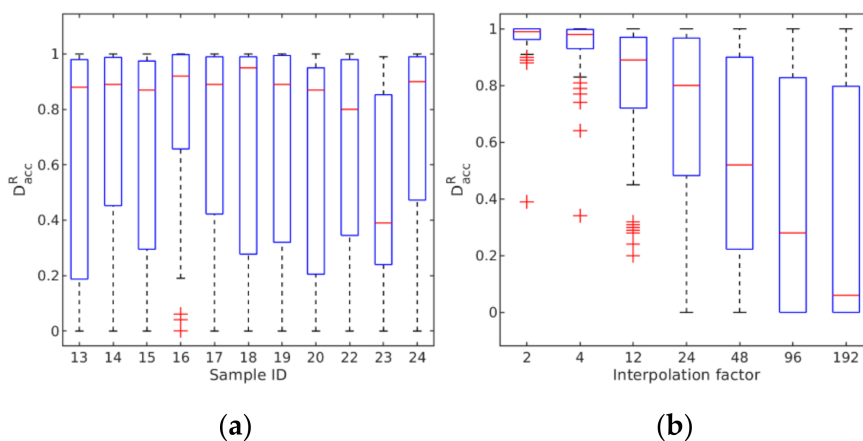 1
0.8
0.6
0.4
0.2
0
D^R_acc
13 14 15 16 17 18 19 20 22 23 24
Sample ID
(a)
1
0.8
0.6
0.4
0.2
0
D^R_acc
2 4 12 24 48 96 192
Interpolation factor
(b)